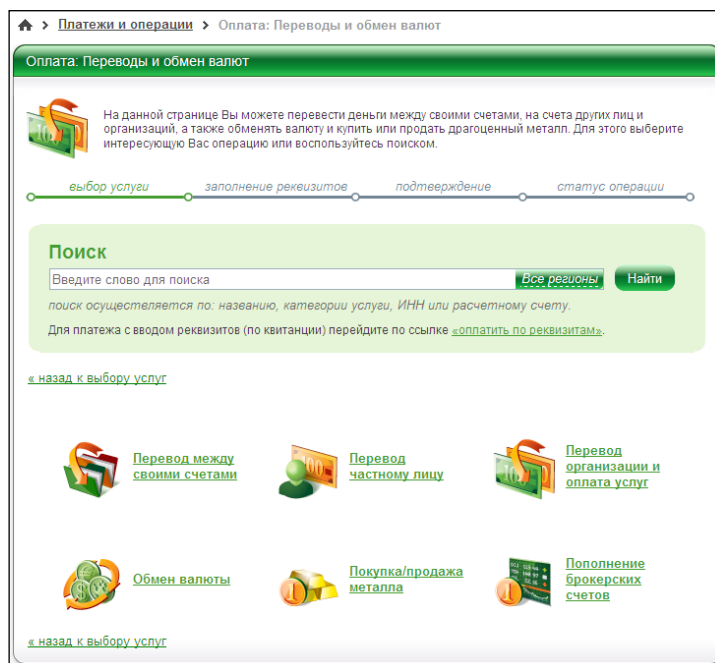 Платежи и операции > Оплата: Переводы и обмен валют
Оплата: Переводы и обмен валют
На данной странице Вы можете перевести деньги между своими счетами, на счета других лиц и
организаций, а также обменять валюту и купить или продать драгоценный металл. Для этого выберите
интересующую Вас операцию или воспользуйтесь поиском.
выбор услуги заполнение реквизитов подтверждение статус операции
Поиск
Введите слово для поиска Все регионы Найти
поиск осуществляется по: названию, категории услуги, ИНН или расчетному счету.
Для платежа с вводом реквизитов (по квитанции) перейдите по ссылке «оплатить по реквизитам».
« назад к выбору услуг
Перевод между
своими счетами
Перевод
частному лицу
Перевод
организации и
оплата услуг
Обмен валюты
Покупка/продажа
металла
Пополнение
брокерских
счетов
« назад к выбору услуг